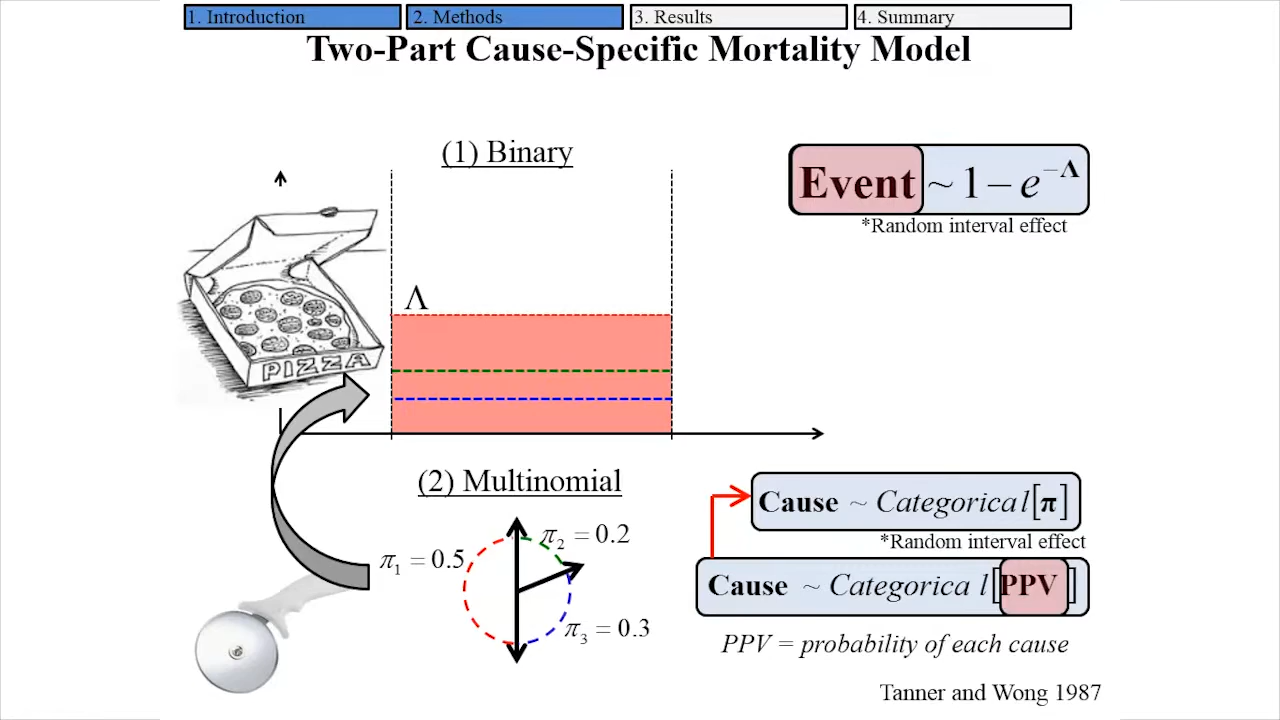 1. Introduction
2. Methods
3. Results
4. Summary
Two-Part Cause-Specific Mortality Model
(1) Binary
Event ~ 1 − e^−Λ
*Random interval effect
PIZZA
Λ
(2) Multinomial
π₁ = 0.5
π₂ = 0.2
π₃ = 0.3
Cause ~ Categorical[π]
*Random interval effect
Cause ~ Categorical[PPV]
PPV = probability of each cause
Tanner and Wong 1987